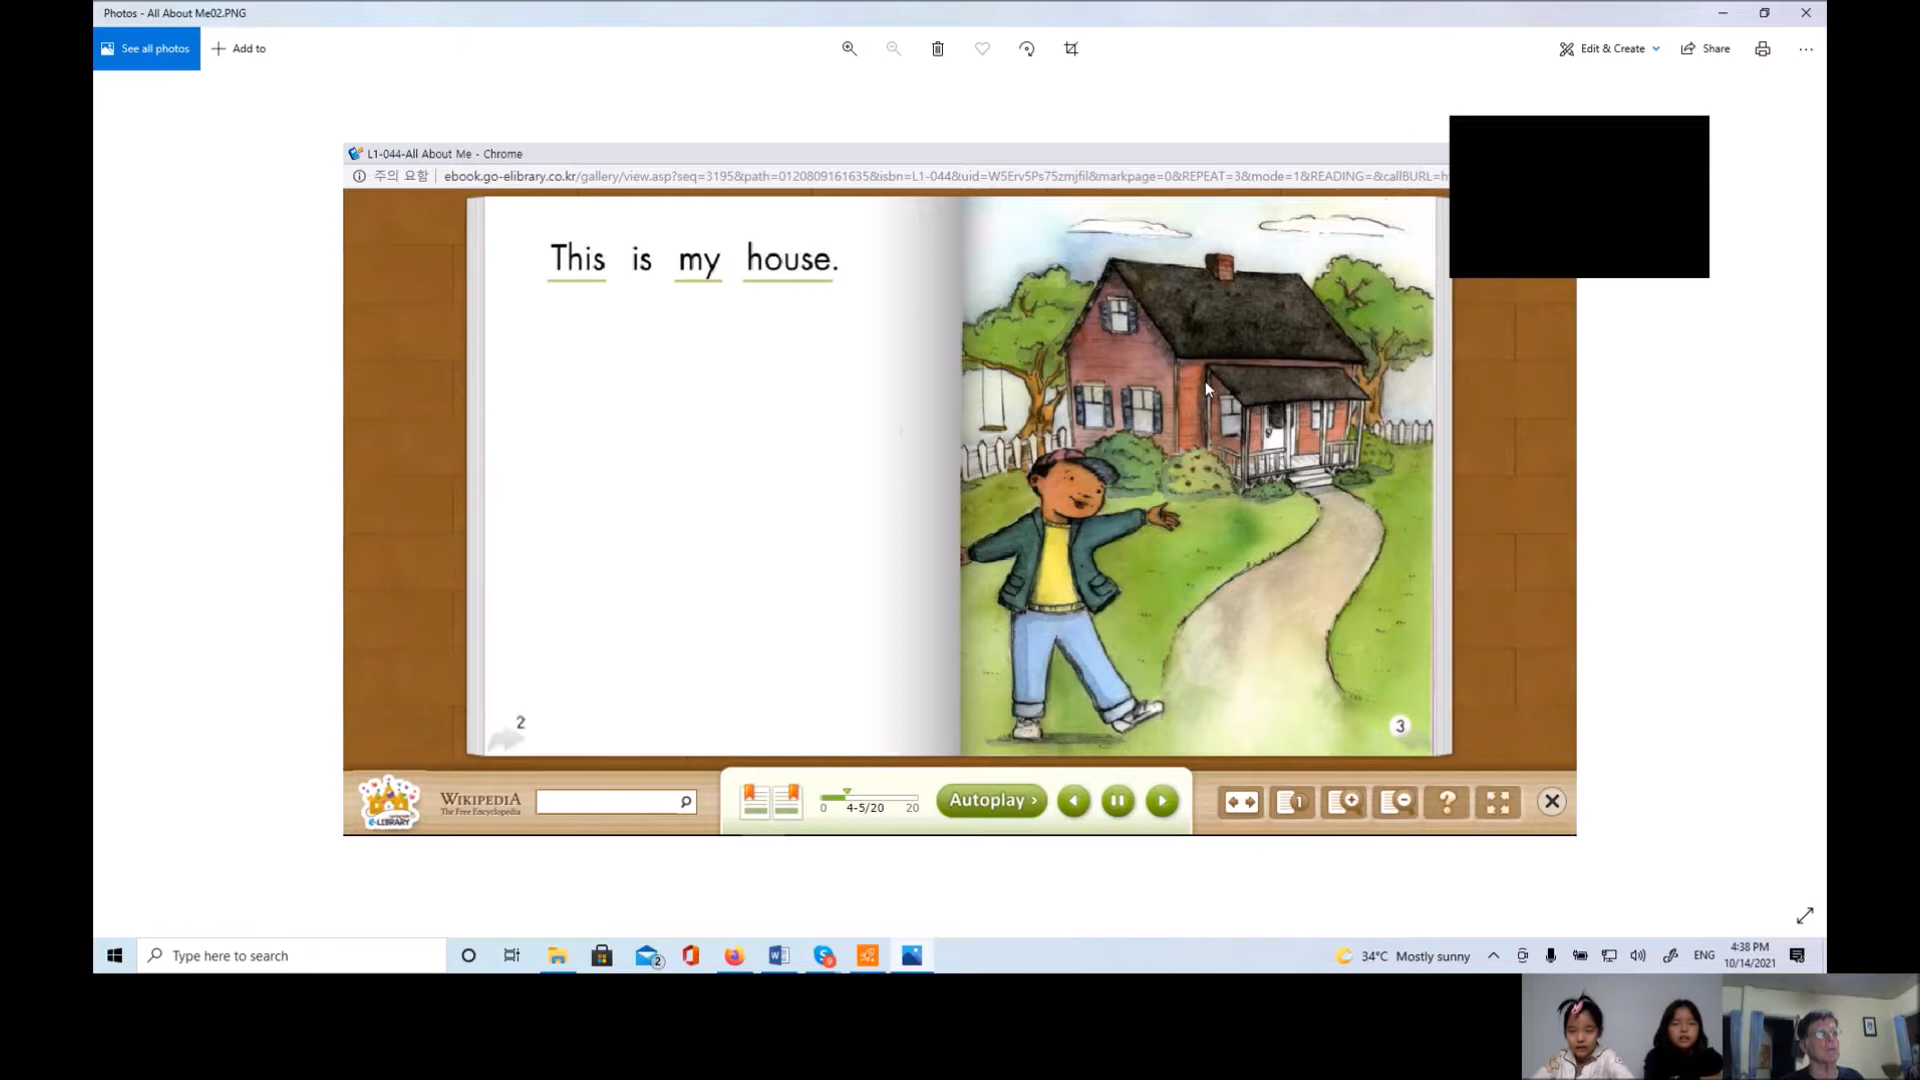 Photos - All About Me02.PNG
See all photos
Add to
Edit & Create
Share
L1-044-All About Me - Chrome
주의 요함 | ebook.go-elibrary.co.kr/gallery/view.asp?seq=3195&path=0120809161635&isbn=L1-044&uid=W5Erv5Ps75zmjfil&markpage=0&REPEAT=3&mode=1&READING=&callBURL=h
This is my house.
2
3
e-LIBRARY
WIKIPEDIA
The Free Encyclopedia
0 4-5/20 20
Autoplay ›
1
?
Type here to search
2
9
34°C Mostly sunny
ENG
4:38 PM
10/14/2021